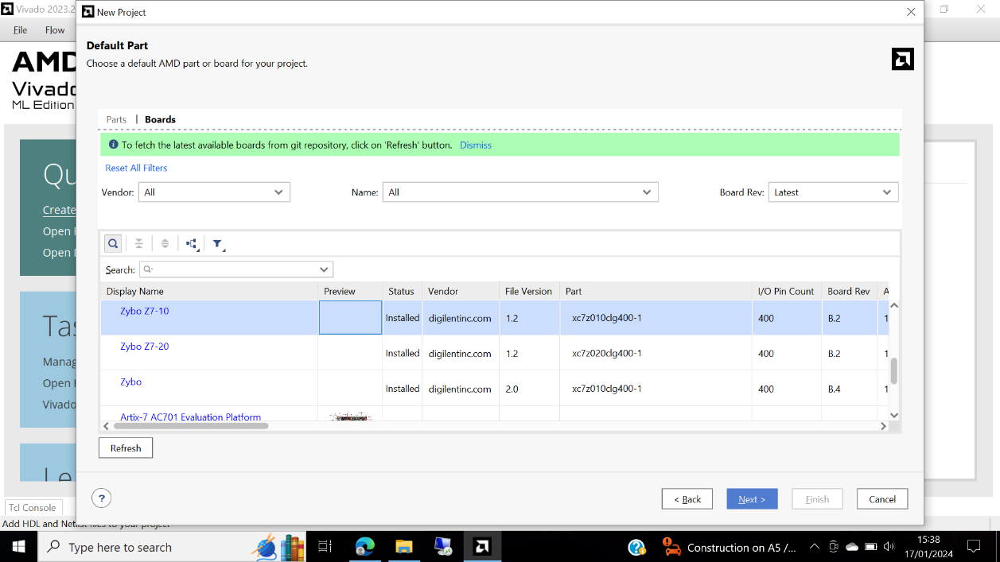 Vivado 2023.2
New Project
File Flow
Default Part
Choose a default AMD part or board for your project.
AMD
Vivado
ML Edition
Parts | Boards
To fetch the latest available boards from git repository, click on 'Refresh' button. Dismiss
Reset All Filters
Vendor: All Name: All Board Rev: Latest
Create
Open
Open
Search:
Display Name Preview Status Vendor File Version Part I/O Pin Count Board Rev
Zybo Z7-10 Installed digilentinc.com 1.2 xc7z010clg400-1 400 B.2 1
Zybo Z7-20 Installed digilentinc.com 1.2 xc7z020clg400-1 400 B.2 1
Zybo Installed digilentinc.com 2.0 xc7z010clg400-1 400 B.4 1
Artix-7 AC701 Evaluation Platform
Manag
Open
Vivado
Refresh
? < Back Next > Finish Cancel
Tcl Console
Add HDL and Netlist files to your project
Type here to search
Construction on A5 /...
15:38
17/01/2024